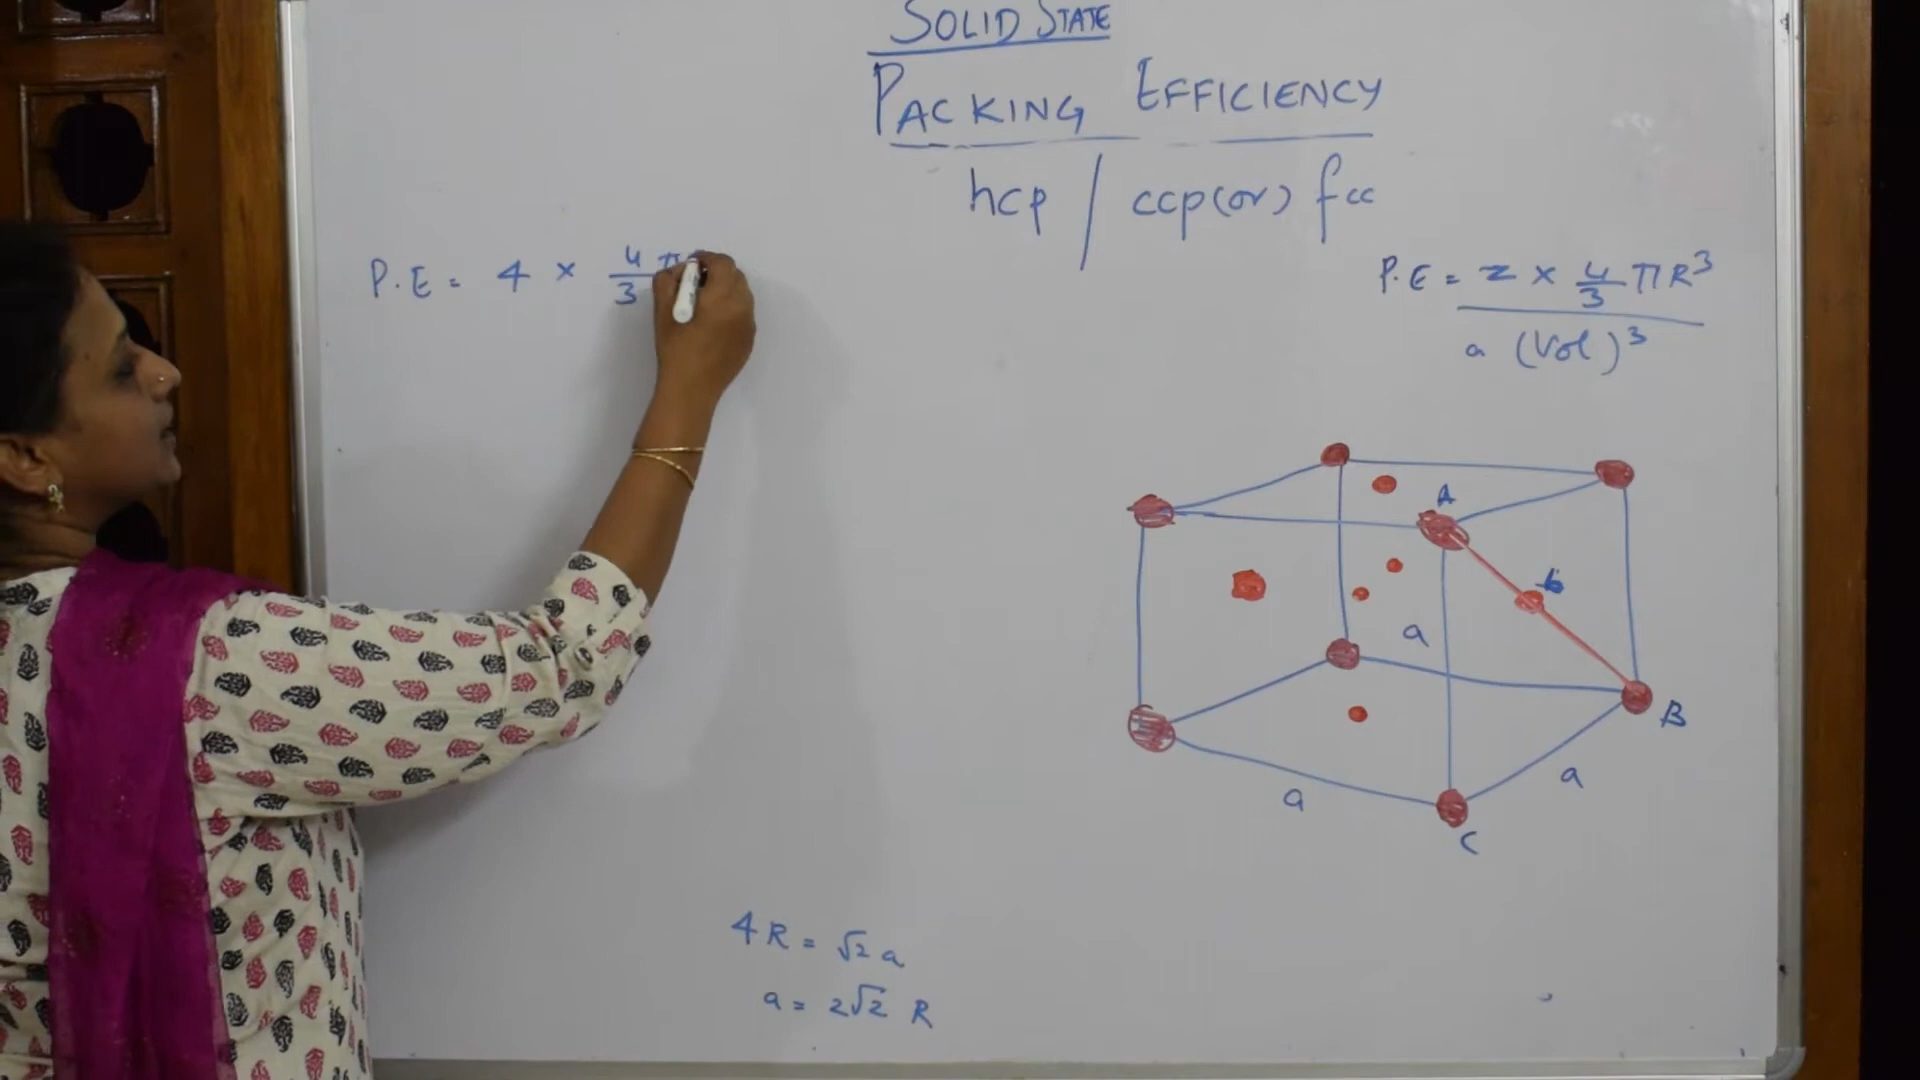 SOLID STATE
PACKING EFFICIENCY
hcp / ccp(or) fcc
P.E = 4 × 4/3 π
P.E = z × 4/3 πR³
a (Vol)³
A
b
a
B
a
a
C
4R = √2 a
a = 2√2 R